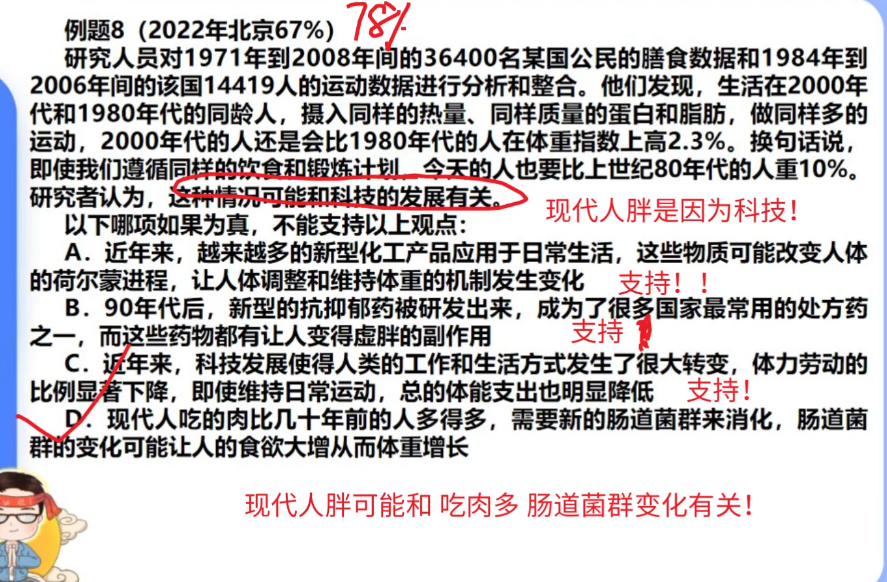 例题8（2022年北京67%）
78%
研究人员对1971年到2008年间的36400名某国公民的膳食数据和1984年到
2006年间的该国14419人的运动数据进行分析和整合。他们发现，生活在2000年
代和1980年代的同龄人，摄入同样的热量、同样质量的蛋白和脂肪，做同样多的
运动，2000年代的人还是会比1980年代的人在体重指数上高2.3%。换句话说，
即使我们遵循同样的饮食和锻炼计划，今天的人也要比上世纪80年代的人重10%。
研究者认为，这种情况可能和科技的发展有关。
现代人胖是因为科技！
以下哪项如果为真，不能支持以上观点：
A．近年来，越来越多的新型化工产品应用于日常生活，这些物质可能改变人体
的荷尔蒙进程，让人体调整和维持体重的机制发生变化
支持！！
B．90年代后，新型的抗抑郁药被研发出来，成为了很多国家最常用的处方药
之一，而这些药物都有让人变得虚胖的副作用
支持
C．近年来，科技发展使得人类的工作和生活方式发生了很大转变，体力劳动的
比例显著下降，即使维持日常运动，总的体能支出也明显降低
支持！
D．现代人吃的肉比几十年前的人多得多，需要新的肠道菌群来消化，肠道菌
群的变化可能让人的食欲大增从而体重增长
现代人胖可能和 吃肉多 肠道菌群变化有关！